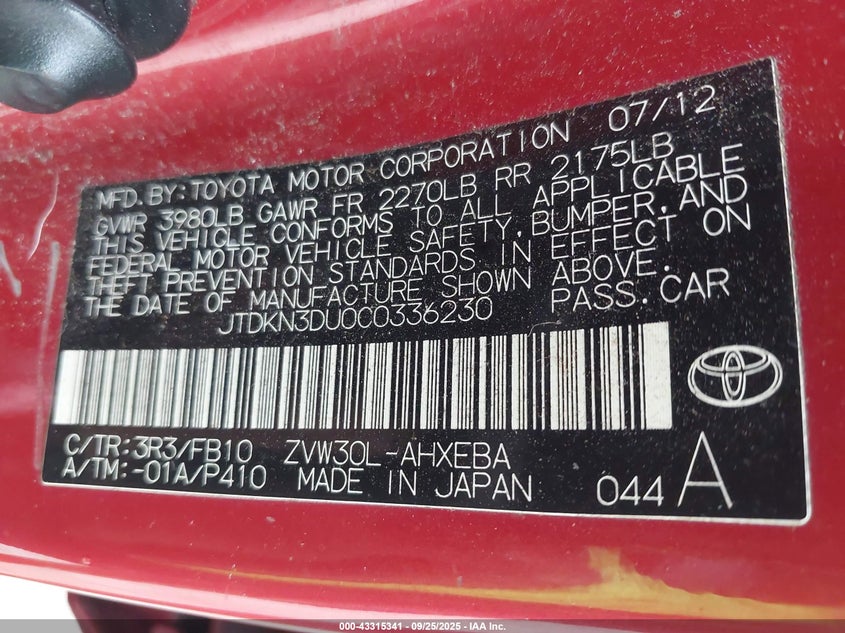 MFD. BY: TOYOTA MOTOR CORPORATION 07/12
GVWR 3980LB GAWR FR 2270LB RR 2175LB
THIS VEHICLE CONFORMS TO ALL APPLICABLE
FEDERAL MOTOR VEHICLE SAFETY, BUMPER, AND
THEFT PREVENTION STANDARDS IN EFFECT ON
THE DATE OF MANUFACTURE SHOWN ABOVE.
JTDKN3DU0C0336230 PASS. CAR
C/TR: 3R3/FB10 ZVW30L-AHXEBA
A/TM: -01A/P410 MADE IN JAPAN 044 A
000-43315341 | 09/25/2025 - IAA Inc.